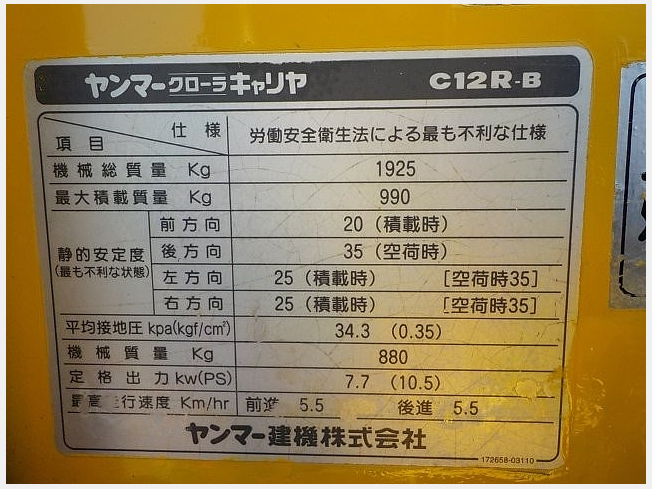 ヤンマークローラキャリヤ C12R-B
項目 仕様 労働安全衛生法による最も不利な仕様
機械総質量 Kg 1925
最大積載質量 Kg 990
静的安定度 (最も不利な状態) 前方向 20 (積載時)
後方向 35 (空荷時)
左方向 25 (積載時) [空荷時35]
右方向 25 (積載時) [空荷時35]
平均接地圧 kpa(kgf/cm²) 34.3 (0.35)
機械質量 Kg 880
定格出力 kw(PS) 7.7 (10.5)
最高 行速度 Km/hr 前進 5.5 後進 5.5
ヤンマー建機株式会社
172658-03110